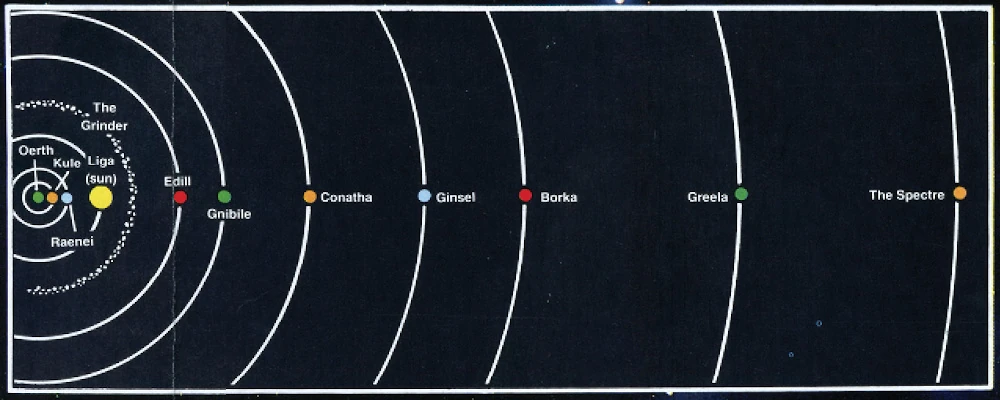 The
Grinder
Oerth
Kule
Liga
(sun)
Raenei
Edill
Gnibile
Conatha
Ginsel
Borka
Greela
The Spectre